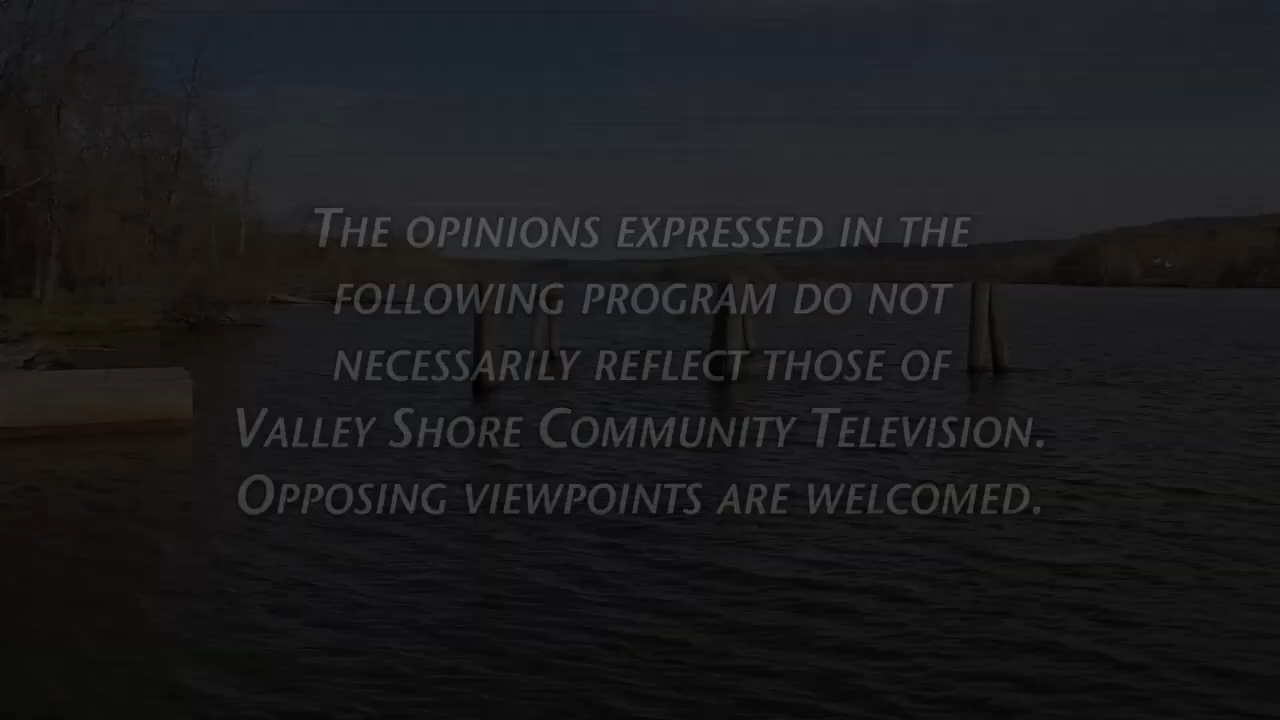 The opinions expressed in the
following program do not
necessarily reflect those of
Valley Shore Community Television.
Opposing viewpoints are welcomed.